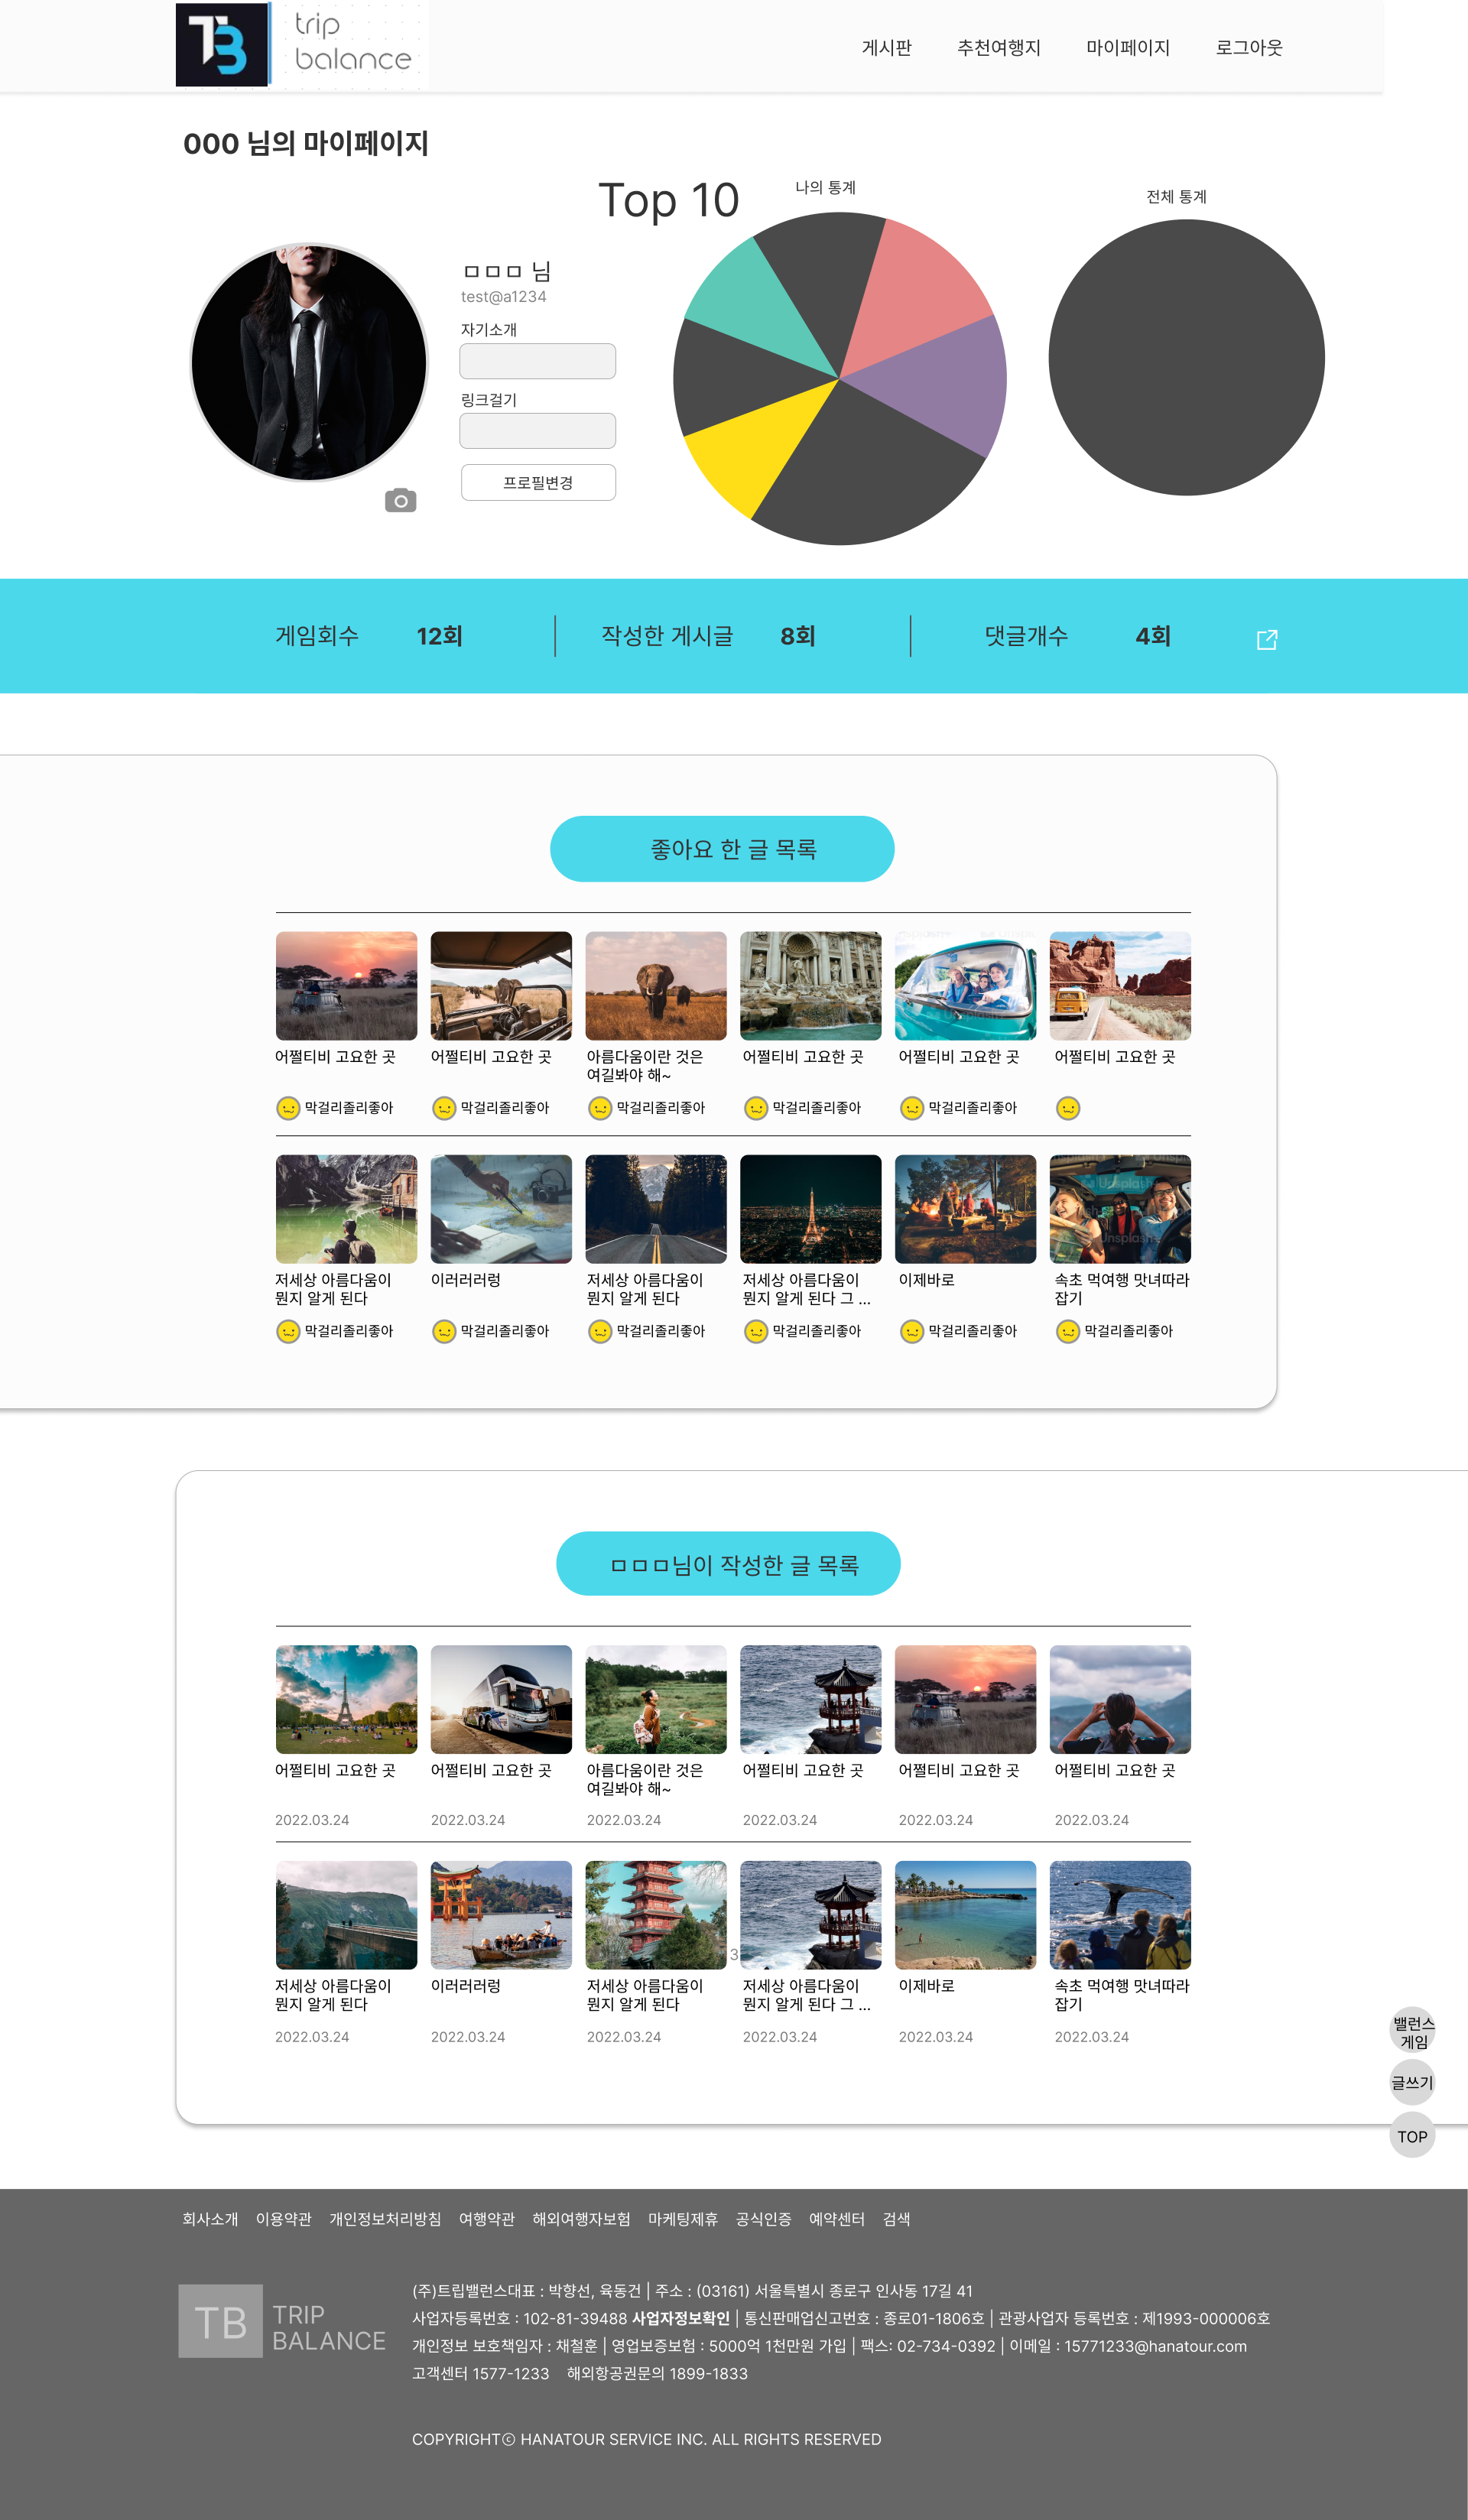 TB
trip
balance
게시판 추천여행지 마이페이지 로그아웃
000 님의 마이페이지
Top 10
나의 통계
전체 통계
ㅁㅁㅁ 님
test@a1234
자기소개
링크걸기
프로필변경
게임회수 12회 작성한 게시글 8회 댓글개수 4회
좋아요 한 글 목록
어쩔티비 고요한 곳
어쩔티비 고요한 곳
아름다움이란 것은
여길봐야 해~
어쩔티비 고요한 곳
어쩔티비 고요한 곳
어쩔티비 고요한 곳
막걸리졸리좋아
막걸리졸리좋아
막걸리졸리좋아
막걸리졸리좋아
막걸리졸리좋아
저세상 아름다움이
뭔지 알게 된다
이러러러렁
저세상 아름다움이
뭔지 알게 된다
저세상 아름다움이
뭔지 알게 된다 그 ...
이제바로
속초 먹여행 맛녀따라
잡기
막걸리졸리좋아
막걸리졸리좋아
막걸리졸리좋아
막걸리졸리좋아
막걸리졸리좋아
막걸리졸리좋아
ㅁㅁㅁ님이 작성한 글 목록
어쩔티비 고요한 곳
어쩔티비 고요한 곳
아름다움이란 것은
여길봐야 해~
어쩔티비 고요한 곳
어쩔티비 고요한 곳
어쩔티비 고요한 곳
2022.03.24
2022.03.24
2022.03.24
2022.03.24
2022.03.24
2022.03.24
3
저세상 아름다움이
뭔지 알게 된다
이러러러렁
저세상 아름다움이
뭔지 알게 된다
저세상 아름다움이
뭔지 알게 된다 그 ...
이제바로
속초 먹여행 맛녀따라
잡기
2022.03.24
2022.03.24
2022.03.24
2022.03.24
2022.03.24
2022.03.24
밸런스
게임
글쓰기
TOP
회사소개 이용약관 개인정보처리방침 여행약관 해외여행자보험 마케팅제휴 공식인증 예약센터 검색
TB
TRIP
BALANCE
(주)트립밸런스대표 : 박향선, 육동건 | 주소 : (03161) 서울특별시 종로구 인사동 17길 41
사업자등록번호 : 102-81-39488 사업자정보확인 | 통신판매업신고번호 : 종로01-1806호 | 관광사업자 등록번호 : 제1993-000006호
개인정보 보호책임자 : 채철훈 | 영업보증보험 : 5000억 1천만원 가입 | 팩스: 02-734-0392 | 이메일 : 15771233@hanatour.com
고객센터 1577-1233 해외항공권문의 1899-1833
COPYRIGHTⓒ HANATOUR SERVICE INC. ALL RIGHTS RESERVED